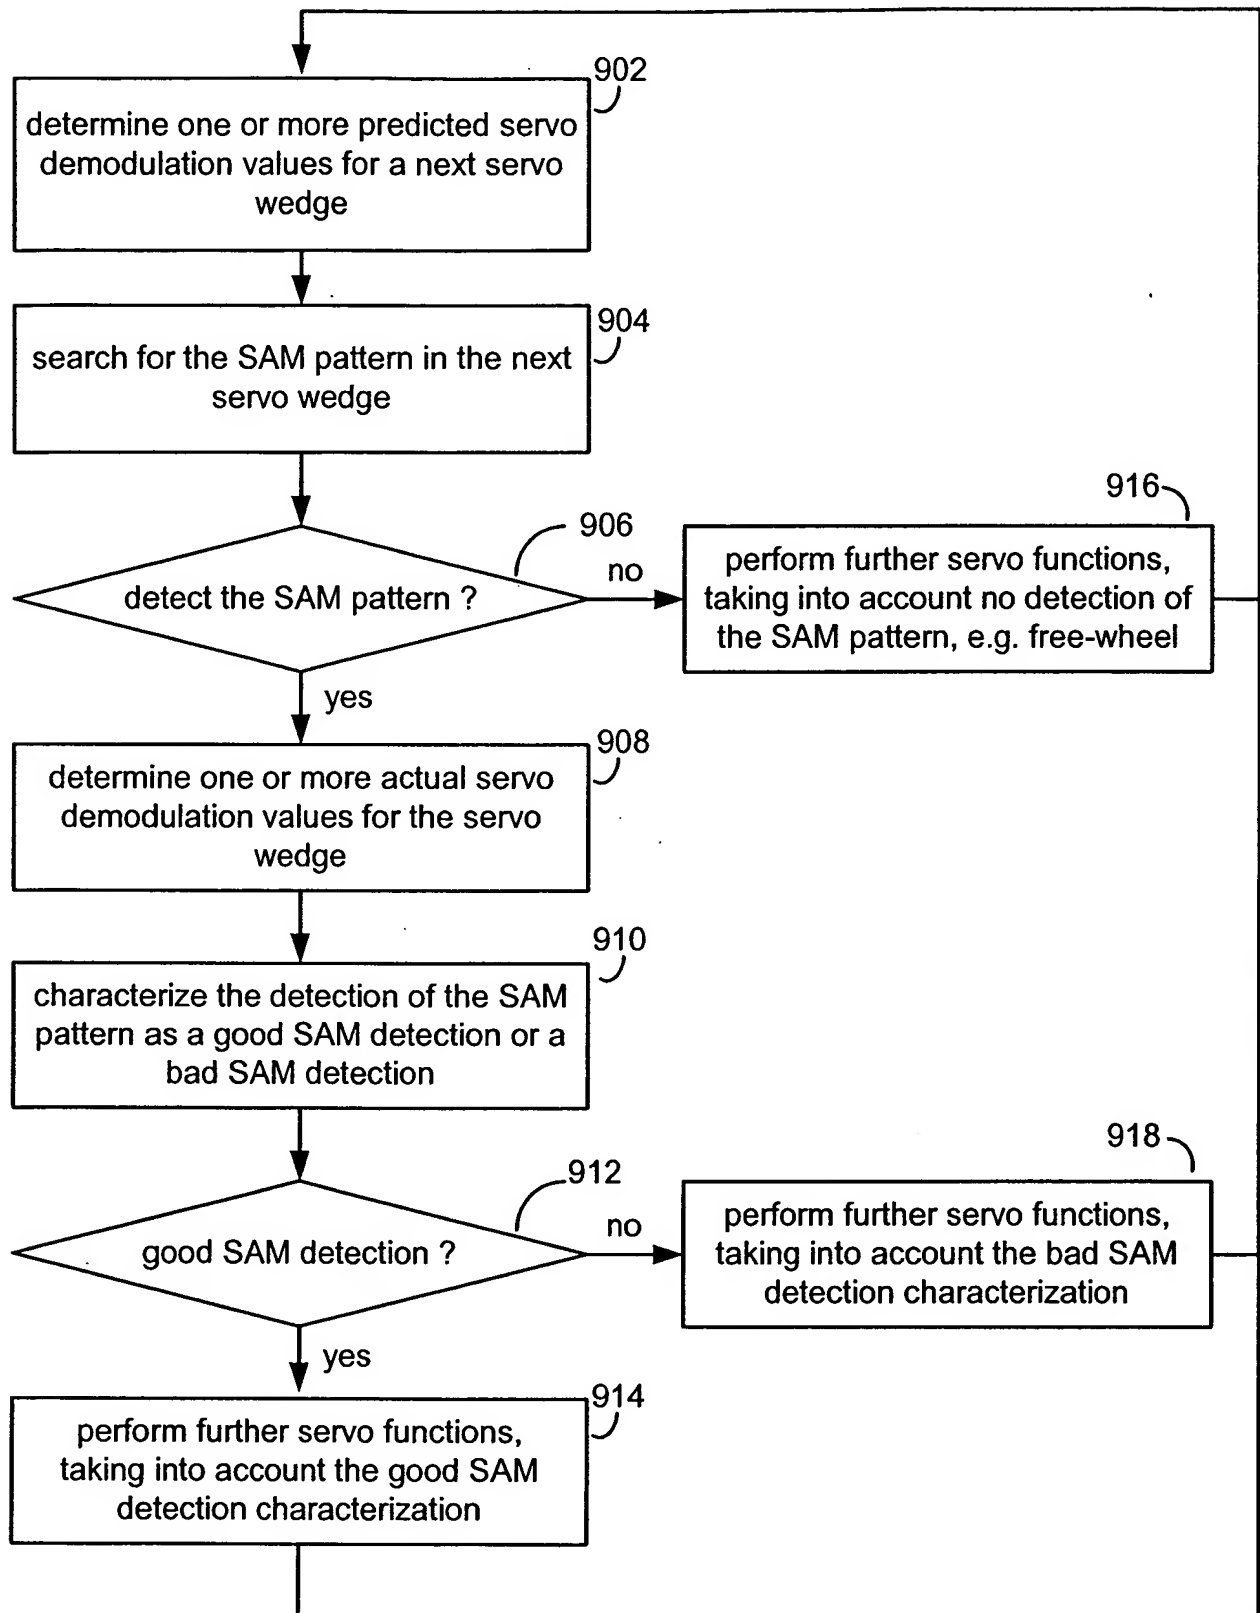 902
determine one or more predicted servo
demodulation values for a next servo
wedge
904
search for the SAM pattern in the next
servo wedge
906
detect the SAM pattern ?
no
916
perform further servo functions,
taking into account no detection of
the SAM pattern, e.g. free-wheel
yes
908
determine one or more actual servo
demodulation values for the servo
wedge
910
characterize the detection of the SAM
pattern as a good SAM detection or a
bad SAM detection
912
good SAM detection ?
no
918
perform further servo functions,
taking into account the bad SAM
detection characterization
yes
914
perform further servo functions,
taking into account the good SAM
detection characterization